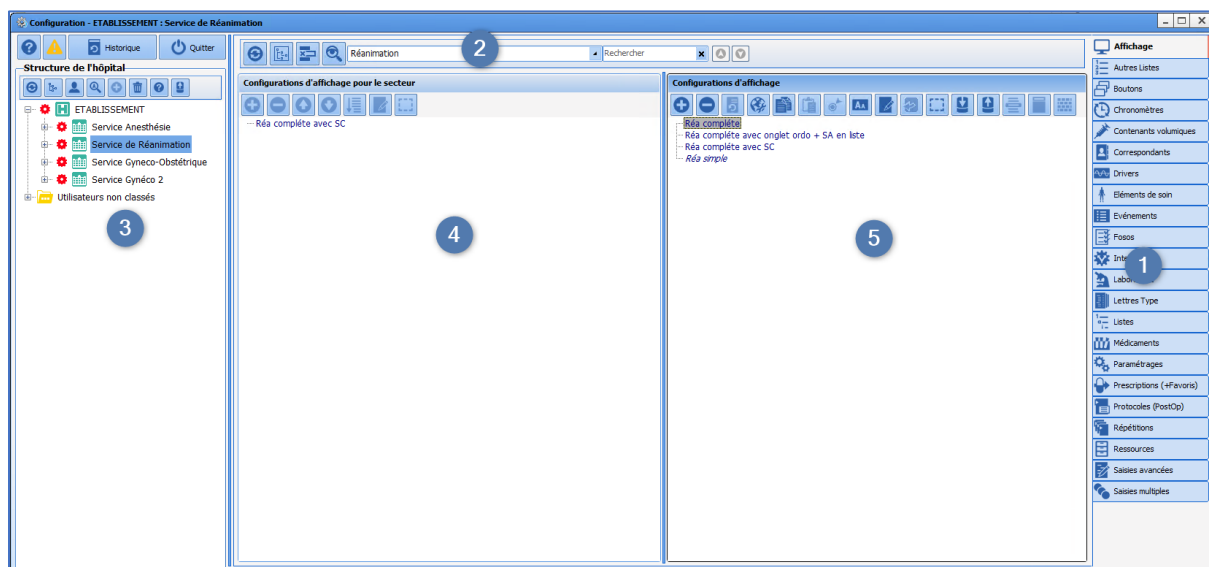 Configuration - ETABLISSEMENT : Service de Réanimation
Historique
Quitter
Structure de l'hôpital
ETABLISSEMENT
Service Anesthésie
Service de Réanimation
Service Gyneco-Obstétrique
Service Gynéco 2
Utilisateurs non classés
3
Réanimation
2
Rechercher
Configurations d'affichage pour le secteur
Réa compléte avec SC
4
Configurations d'affichage
Réa compléte
Réa compléte avec onglet ordo + SA en liste
Réa compléte avec SC
Réa simple
5
Affichage
Autres Listes
Boutons
Chronomètres
Contenants volumiques
Correspondants
Drivers
Eléments de soin
Evénements
Fosos
1
Lettres Type
Listes
Médicaments
Paramétrages
Prescriptions (+Favoris)
Protocoles (PostOp)
Répétitions
Ressources
Saisies avancées
Saisies multiples